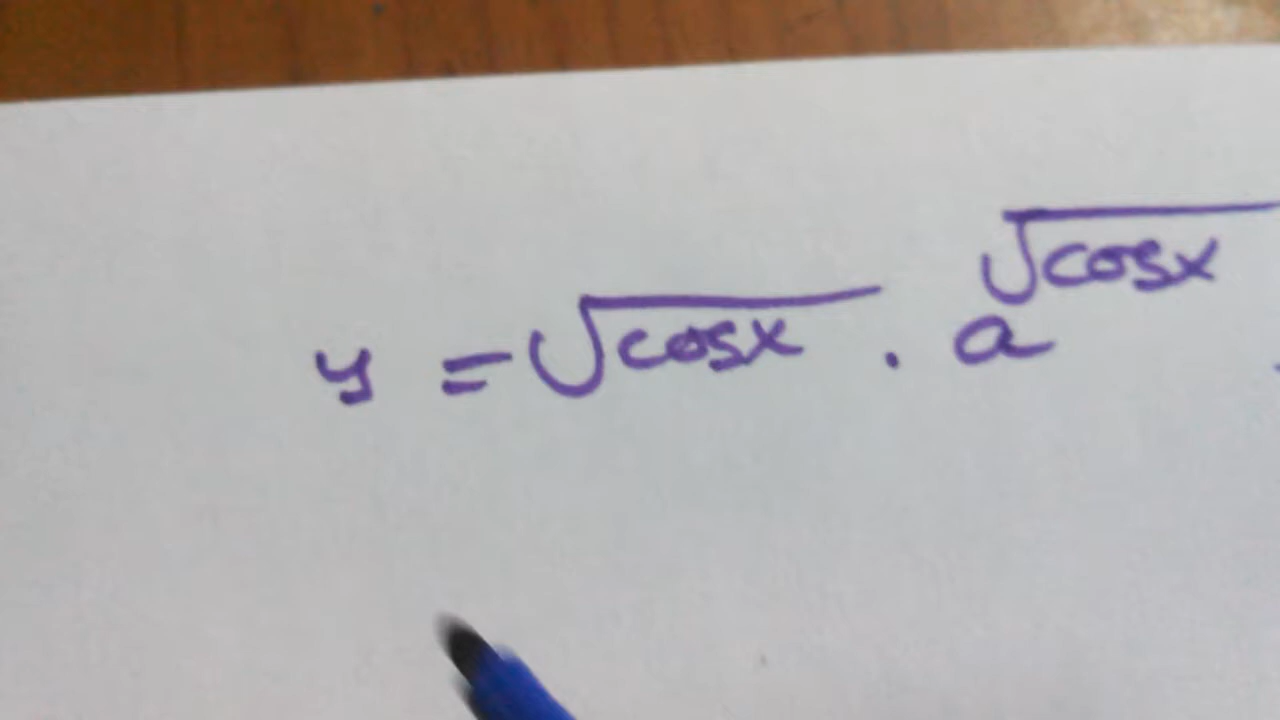 y = √cosx . a^√cosx